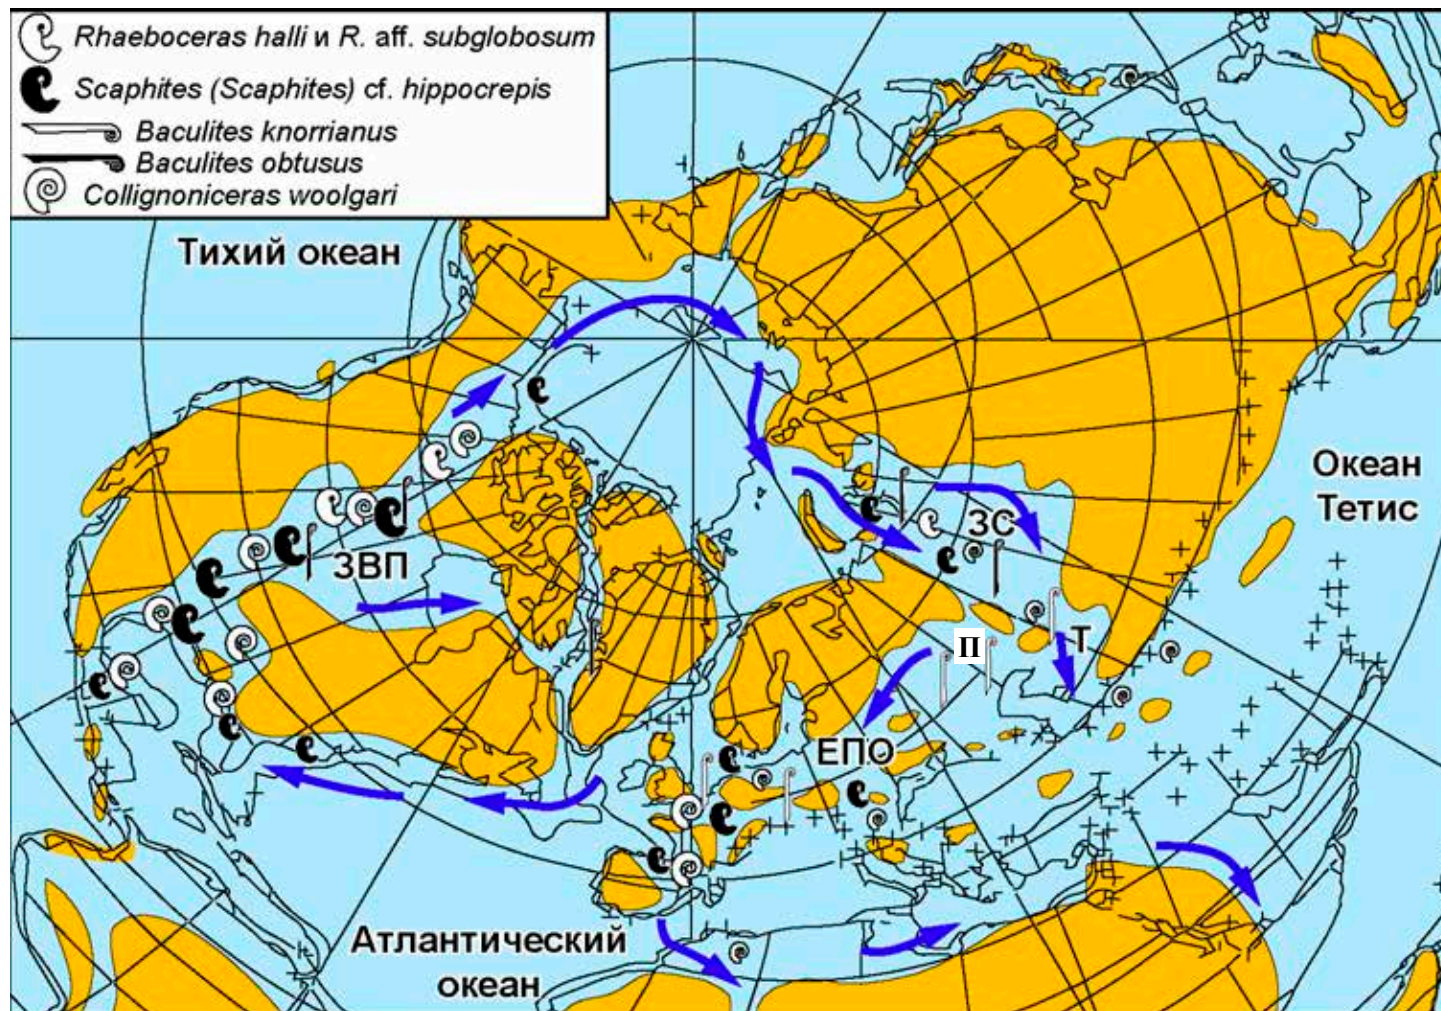 Rhaeboceras halli и R. aff. subglobosum
Scaphites (Scaphites) cf. hippocrepis
Baculites knorrianus
Baculites obtusus
Collignoniceras woolgari
Тихий океан
Океан
Тетис
ЗС
ЗВП
П
Т
ЕПО
Атлантический
океан